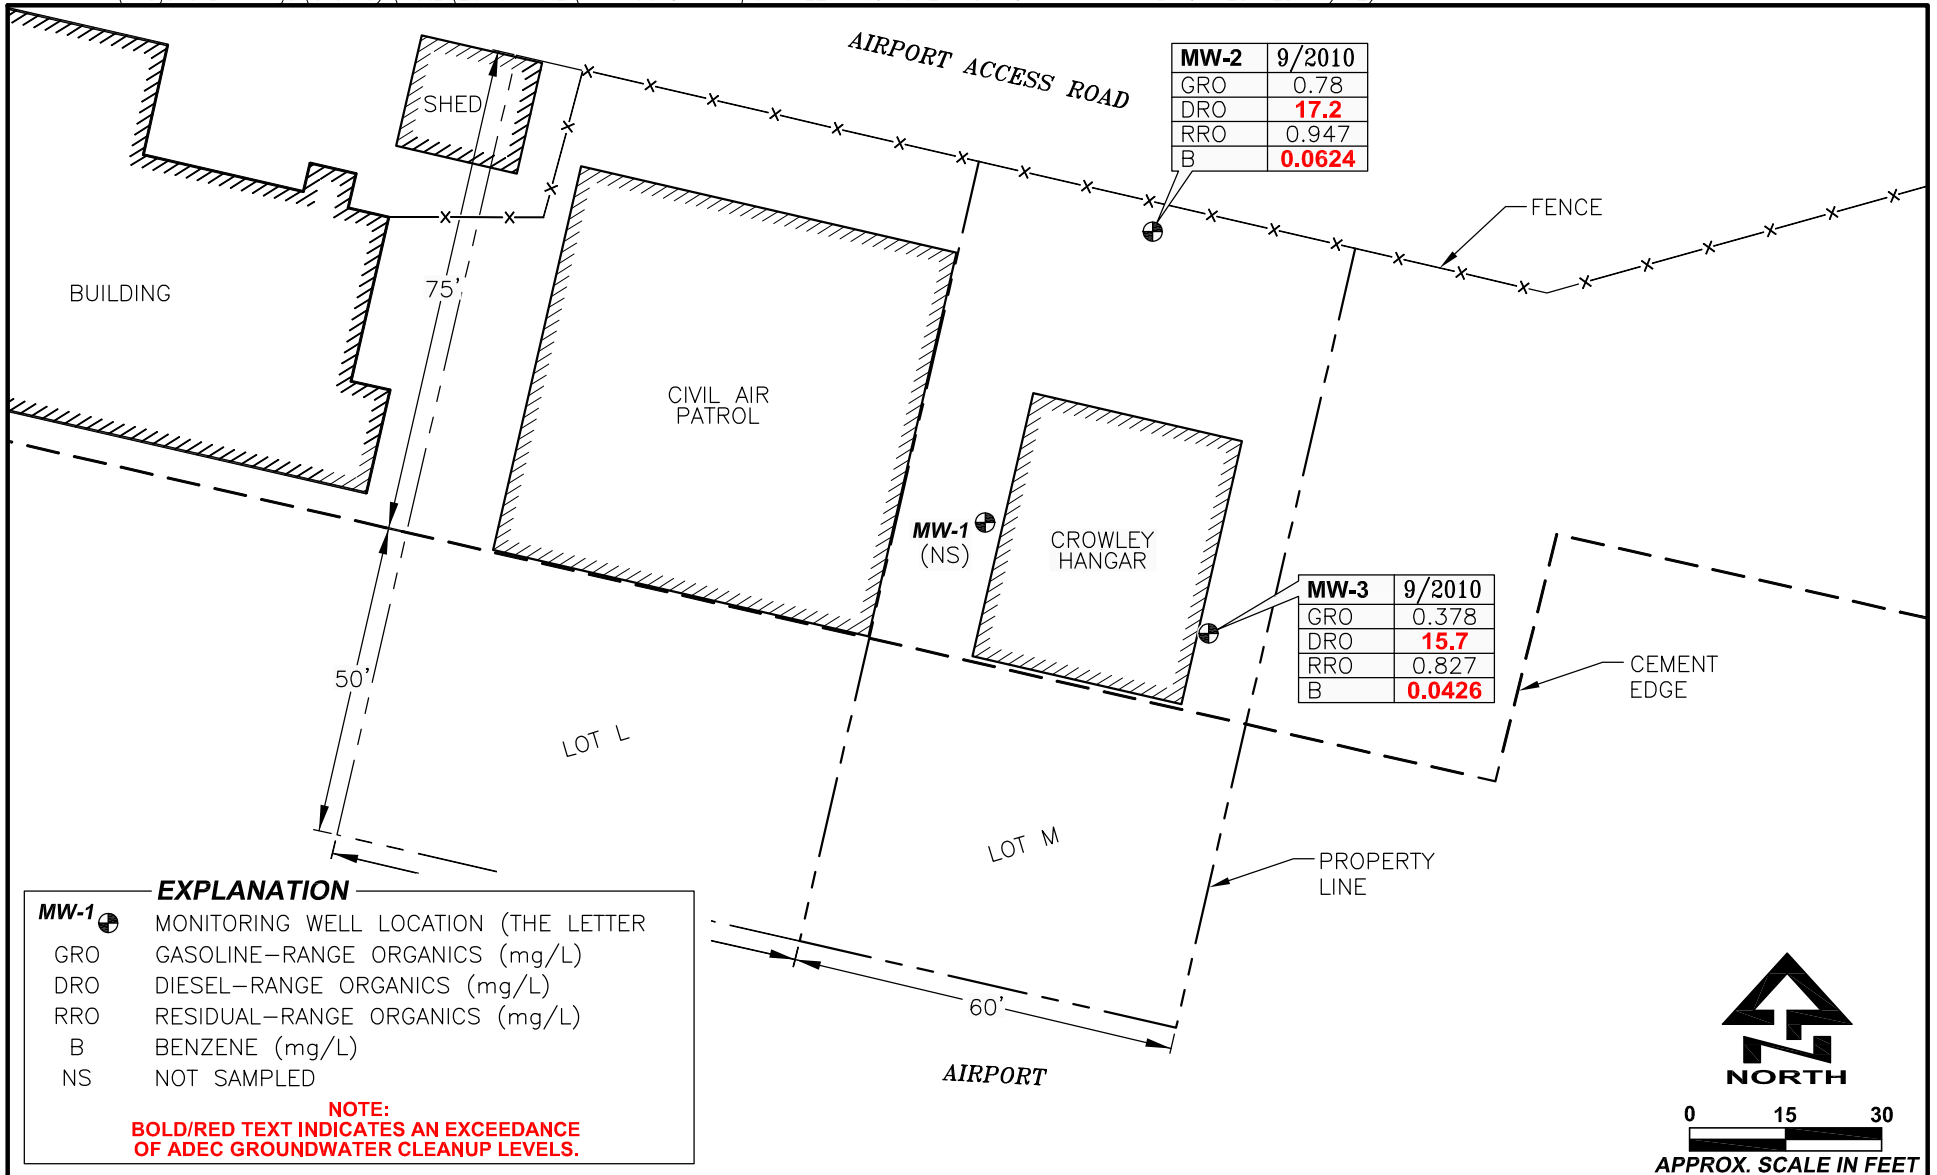 AIRPORT ACCESS ROAD
MW-2 9/2010
GRO 0.78
DRO 17.2
RRO 0.947
B 0.0624
SHED
FENCE
BUILDING
75'
CIVIL AIR
PATROL
MW-1
(NS)
CROWLEY
HANGAR
MW-3 9/2010
GRO 0.378
DRO 15.7
RRO 0.827
B 0.0426
CEMENT
EDGE
50'
LOT L
LOT M
PROPERTY
LINE
60'
AIRPORT
EXPLANATION
MW-1 MONITORING WELL LOCATION (THE LETTER
GRO GASOLINE-RANGE ORGANICS (mg/L)
DRO DIESEL-RANGE ORGANICS (mg/L)
RRO RESIDUAL-RANGE ORGANICS (mg/L)
B BENZENE (mg/L)
NS NOT SAMPLED
NOTE:
BOLD/RED TEXT INDICATES AN EXCEEDANCE
OF ADEC GROUNDWATER CLEANUP LEVELS.
NORTH
0 15 30
APPROX. SCALE IN FEET